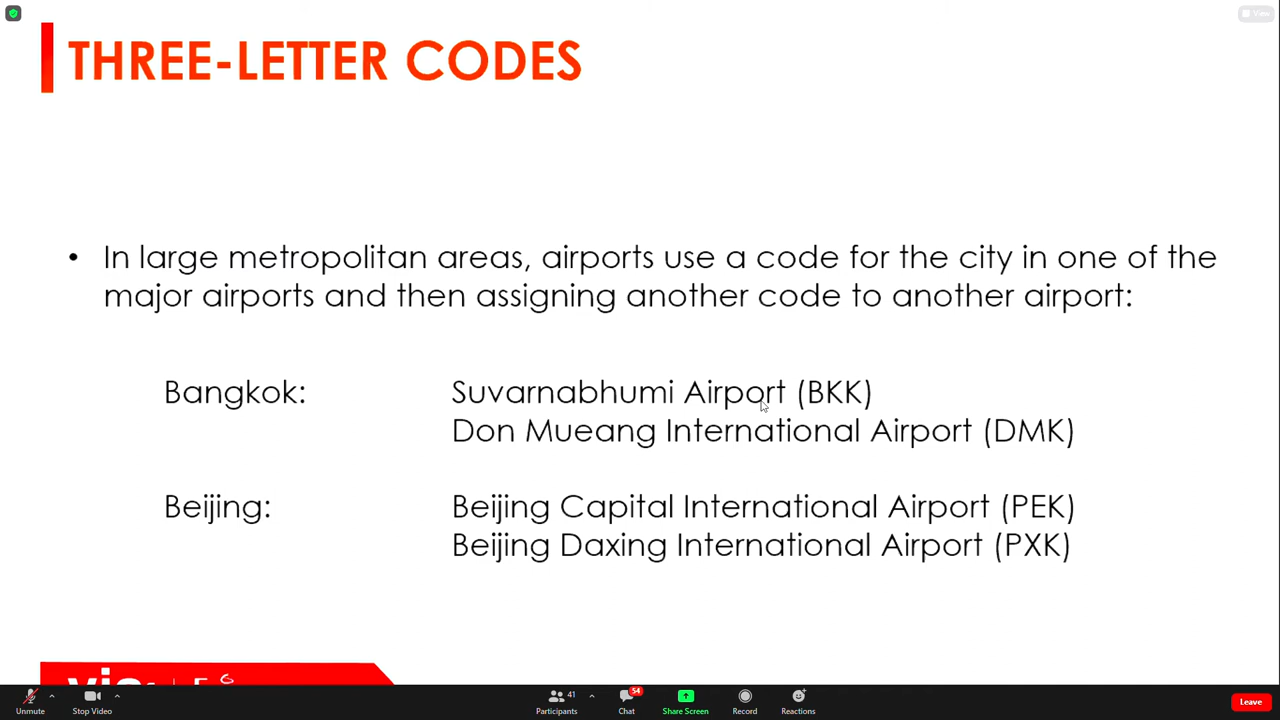 View
THREE-LETTER CODES
• In large metropolitan areas, airports use a code for the city in one of the
major airports and then assigning another code to another airport:
Bangkok: Suvarnabhumi Airport (BKK)
Don Mueang International Airport (DMK)
Beijing: Beijing Capital International Airport (PEK)
Beijing Daxing International Airport (PXK)
Unmute Stop Video Participants 41 Chat 54 Share Screen Record Reactions Leave